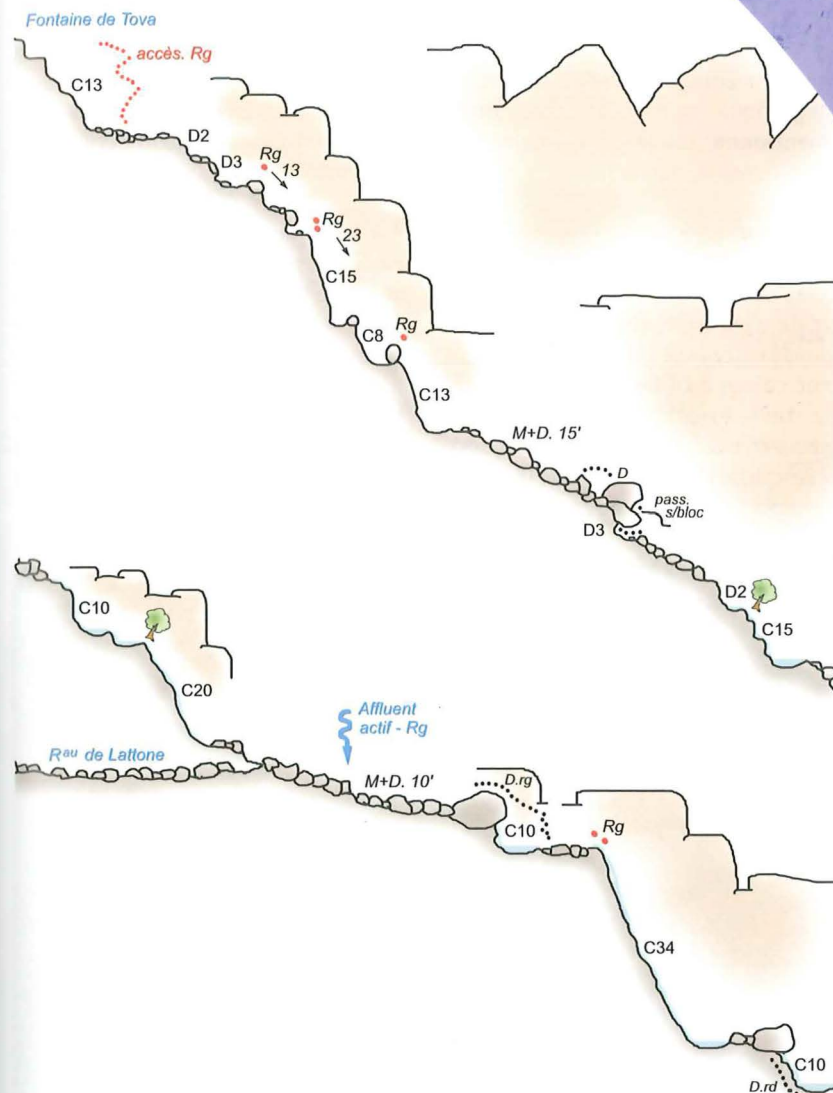 Fontaine de Tova
accès. Rg
C13
D2
D3
Rg
13
Rg
23
C15
C8
Rg
C13
M+D. 15'
D
pass.
s/bloc
D3
D2
C15
C10
C20
Affluent
actif - Rg
Rau de Lattone
M+D. 10'
D.rg
C10
Rg
C34
C10
D.rd